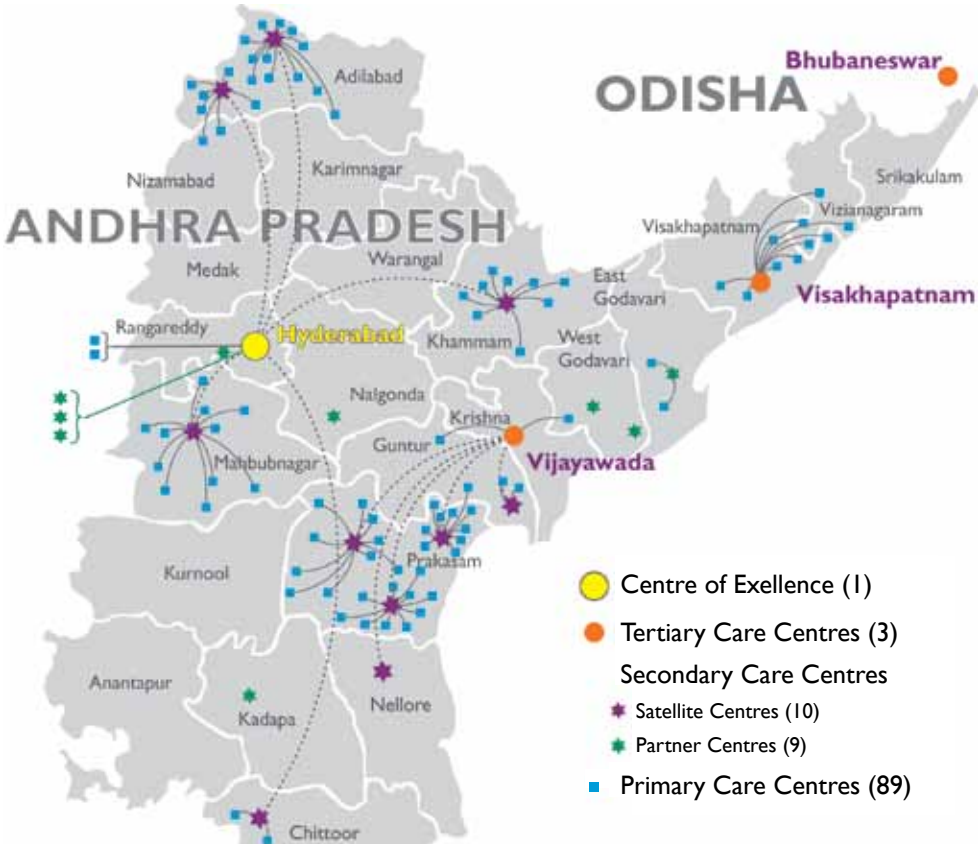 Bhubaneswar
ODISHA
Adilabad
Karimnagar
Nizamabad
Srikakulam
Vizianagaram
Visakhapatnam
ANDHRA PRADESH
Warangal
Medak
East
Godavari
Visakhapatnam
Rangareddy
Hyderabad
Khammam
West
Godavari
Nalgonda
Krishna
Guntur
Vijayawada
Mahbubnagar
Prakasam
Kurnool
Anantapur
Kadapa
Nellore
Chittoor
Centre of Exellence (1)
Tertiary Care Centres (3)
Secondary Care Centres
Satellite Centres (10)
Partner Centres (9)
Primary Care Centres (89)